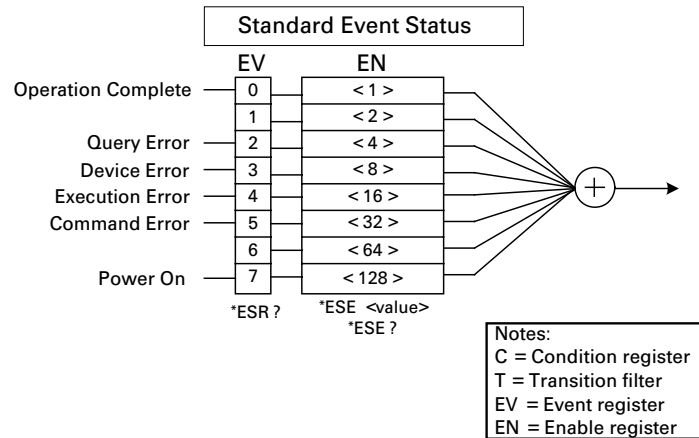 Standard Event Status
EV EN
Operation Complete 0 < 1 >
1 < 2 >
Query Error 2 < 4 >
Device Error 3 < 8 >
Execution Error 4 < 16 >
Command Error 5 < 32 >
6 < 64 >
Power On 7 < 128 >
+
*ESR ? *ESE <value>
*ESE ?
Notes:
C = Condition register
T = Transition filter
EV = Event register
EN = Enable register